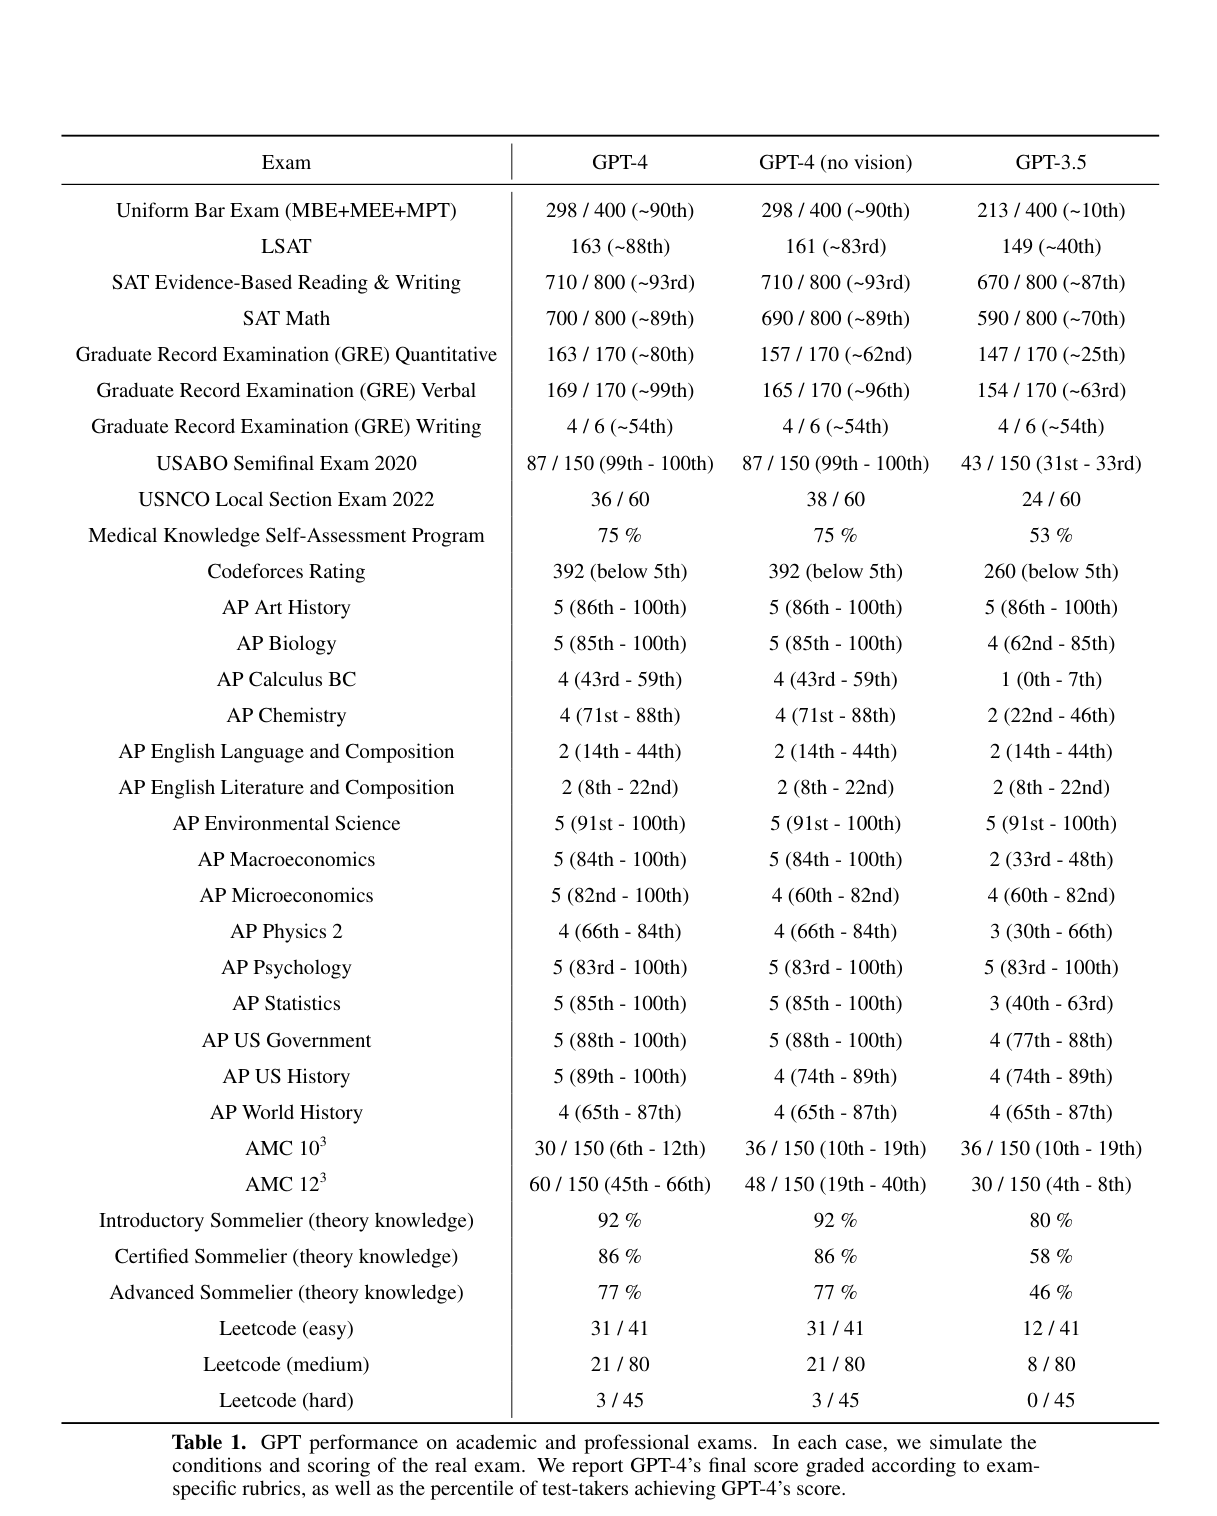 Exam GPT-4 GPT-4 (no vision) GPT-3.5
Uniform Bar Exam (MBE+MEE+MPT) 298 / 400 (~90th) 298 / 400 (~90th) 213 / 400 (~10th)
LSAT 163 (~88th) 161 (~83rd) 149 (~40th)
SAT Evidence-Based Reading & Writing 710 / 800 (~93rd) 710 / 800 (~93rd) 670 / 800 (~87th)
SAT Math 700 / 800 (~89th) 690 / 800 (~89th) 590 / 800 (~70th)
Graduate Record Examination (GRE) Quantitative 163 / 170 (~80th) 157 / 170 (~62nd) 147 / 170 (~25th)
Graduate Record Examination (GRE) Verbal 169 / 170 (~99th) 165 / 170 (~96th) 154 / 170 (~63rd)
Graduate Record Examination (GRE) Writing 4 / 6 (~54th) 4 / 6 (~54th) 4 / 6 (~54th)
USABO Semifinal Exam 2020 87 / 150 (99th - 100th) 87 / 150 (99th - 100th) 43 / 150 (31st - 33rd)
USNCO Local Section Exam 2022 36 / 60 38 / 60 24 / 60
Medical Knowledge Self-Assessment Program 75 % 75 % 53 %
Codeforces Rating 392 (below 5th) 392 (below 5th) 260 (below 5th)
AP Art History 5 (86th - 100th) 5 (86th - 100th) 5 (86th - 100th)
AP Biology 5 (85th - 100th) 5 (85th - 100th) 4 (62nd - 85th)
AP Calculus BC 4 (43rd - 59th) 4 (43rd - 59th) 1 (0th - 7th)
AP Chemistry 4 (71st - 88th) 4 (71st - 88th) 2 (22nd - 46th)
AP English Language and Composition 2 (14th - 44th) 2 (14th - 44th) 2 (14th - 44th)
AP English Literature and Composition 2 (8th - 22nd) 2 (8th - 22nd) 2 (8th - 22nd)
AP Environmental Science 5 (91st - 100th) 5 (91st - 100th) 5 (91st - 100th)
AP Macroeconomics 5 (84th - 100th) 5 (84th - 100th) 2 (33rd - 48th)
AP Microeconomics 5 (82nd - 100th) 4 (60th - 82nd) 4 (60th - 82nd)
AP Physics 2 4 (66th - 84th) 4 (66th - 84th) 3 (30th - 66th)
AP Psychology 5 (83rd - 100th) 5 (83rd - 100th) 5 (83rd - 100th)
AP Statistics 5 (85th - 100th) 5 (85th - 100th) 3 (40th - 63rd)
AP US Government 5 (88th - 100th) 5 (88th - 100th) 4 (77th - 88th)
AP US History 5 (89th - 100th) 4 (74th - 89th) 4 (74th - 89th)
AP World History 4 (65th - 87th) 4 (65th - 87th) 4 (65th - 87th)
AMC 10³ 30 / 150 (6th - 12th) 36 / 150 (10th - 19th) 36 / 150 (10th - 19th)
AMC 12³ 60 / 150 (45th - 66th) 48 / 150 (19th - 40th) 30 / 150 (4th - 8th)
Introductory Sommelier (theory knowledge) 92 % 92 % 80 %
Certified Sommelier (theory knowledge) 86 % 86 % 58 %
Advanced Sommelier (theory knowledge) 77 % 77 % 46 %
Leetcode (easy) 31 / 41 31 / 41 12 / 41
Leetcode (medium) 21 / 80 21 / 80 8 / 80
Leetcode (hard) 3 / 45 3 / 45 0 / 45
Table 1. GPT performance on academic and professional exams. In each case, we simulate the
conditions and scoring of the real exam. We report GPT-4's final score graded according to exam-
specific rubrics, as well as the percentile of test-takers achieving GPT-4's score.